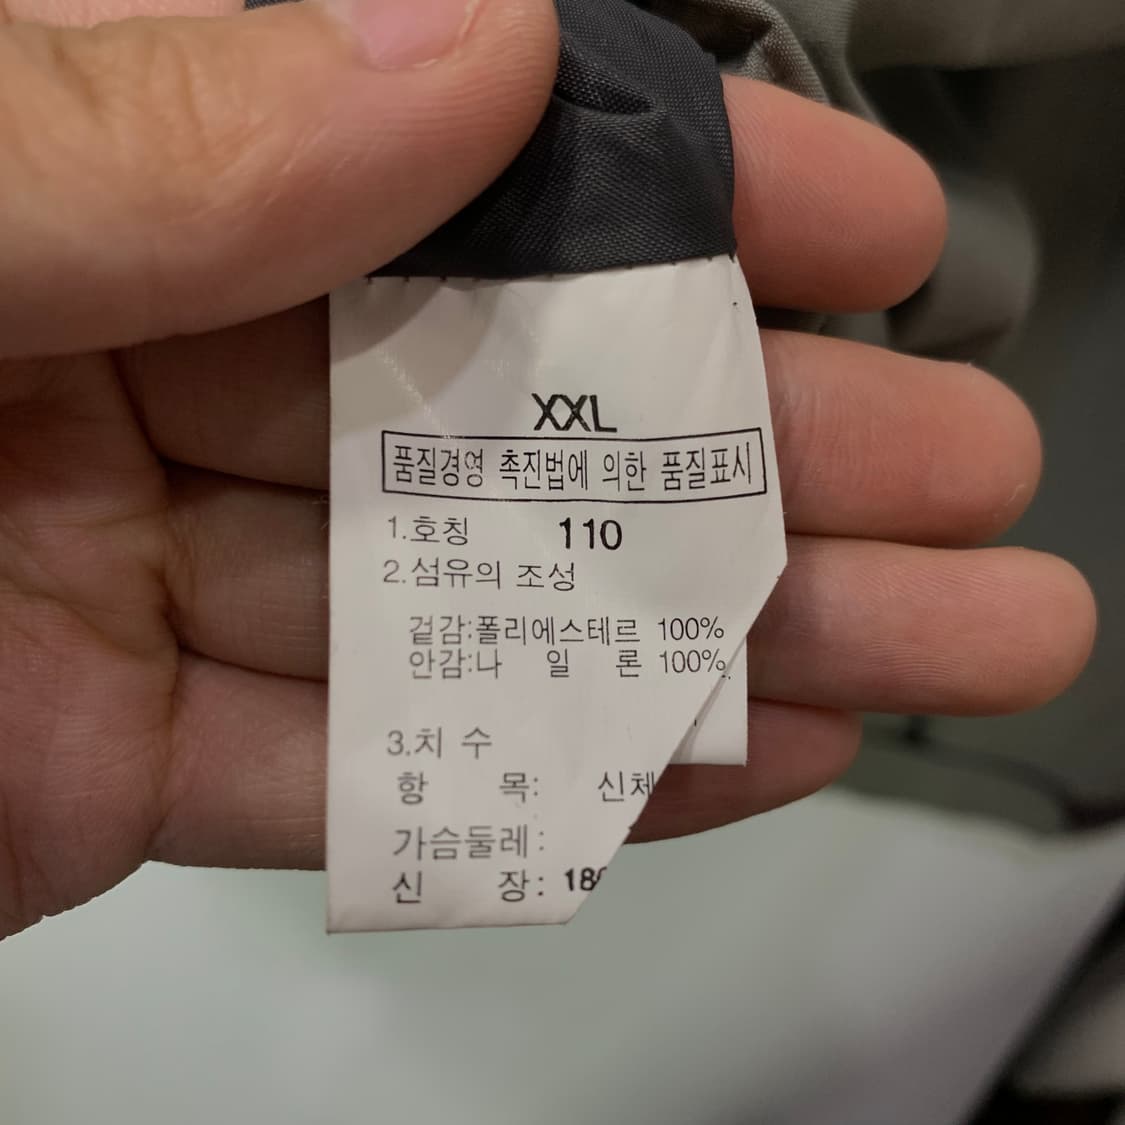 XXL
품질경영 촉진법에 의한 품질표시
1.호칭 110
2.섬유의 조성
겉감:폴리에스테르 100%
안감:나 일 론 100%
3.치 수
항 목: 신체
가슴둘레:
신 장: